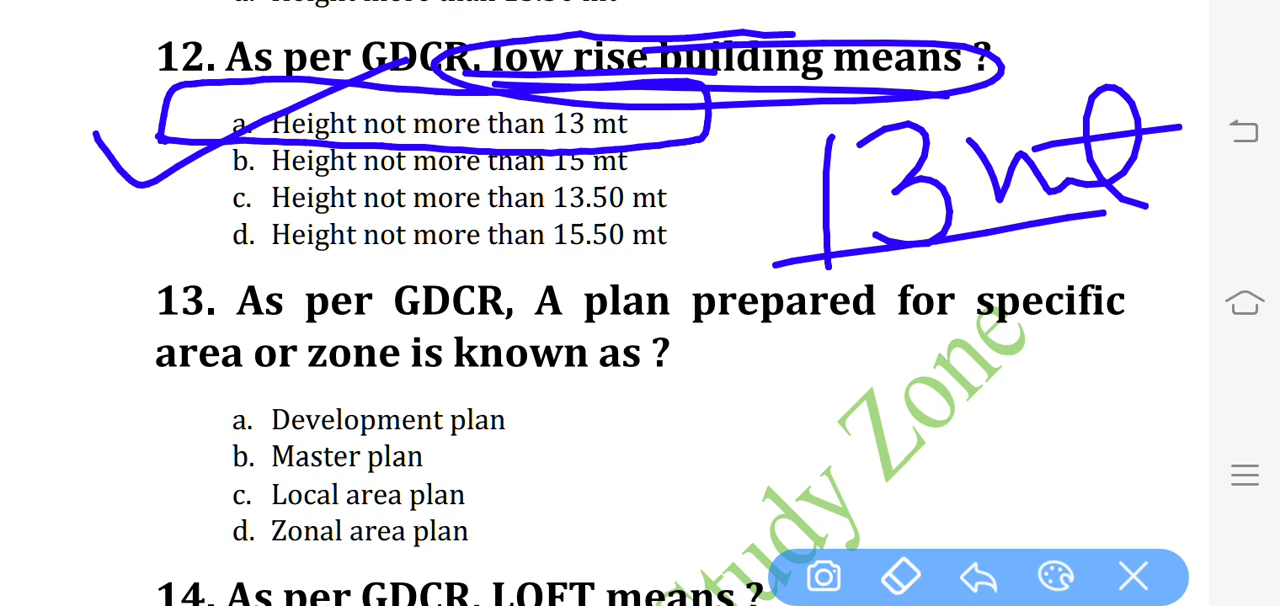 12. As per GDCR, low rise building means ?
a. Height not more than 13 mt
13 mt
b. Height not more than 15 mt
c. Height not more than 13.50 mt
d. Height not more than 15.50 mt
13. As per GDCR, A plan prepared for specific
area or zone is known as ?
a. Development plan
b. Master plan
c. Local area plan
d. Zonal area plan
Study Zone
14. As per GDCR, LOFT means ?